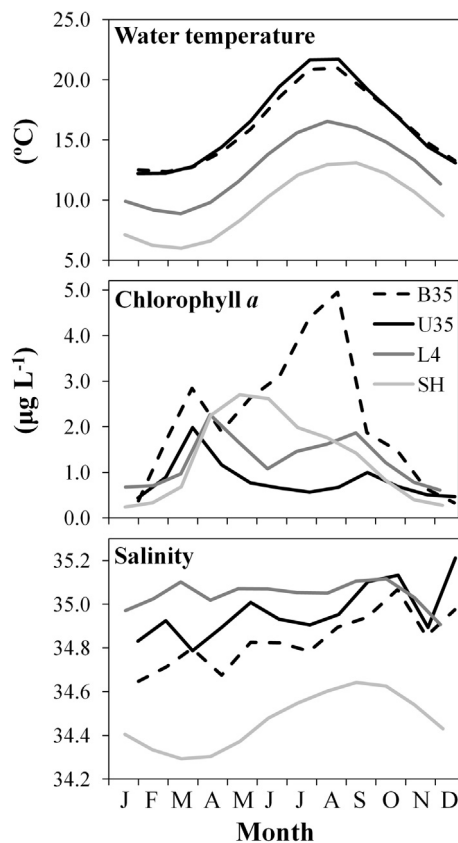 Water temperature
25.0
20.0
15.0
10.0
5.0
(ºC)
Chlorophyll a
5.0
4.0
3.0
2.0
1.0
0.0
(µg L-1)
B35
U35
L4
SH
Salinity
35.2
35.0
34.8
34.6
34.4
34.2
J F M A M J J A S O N D
Month